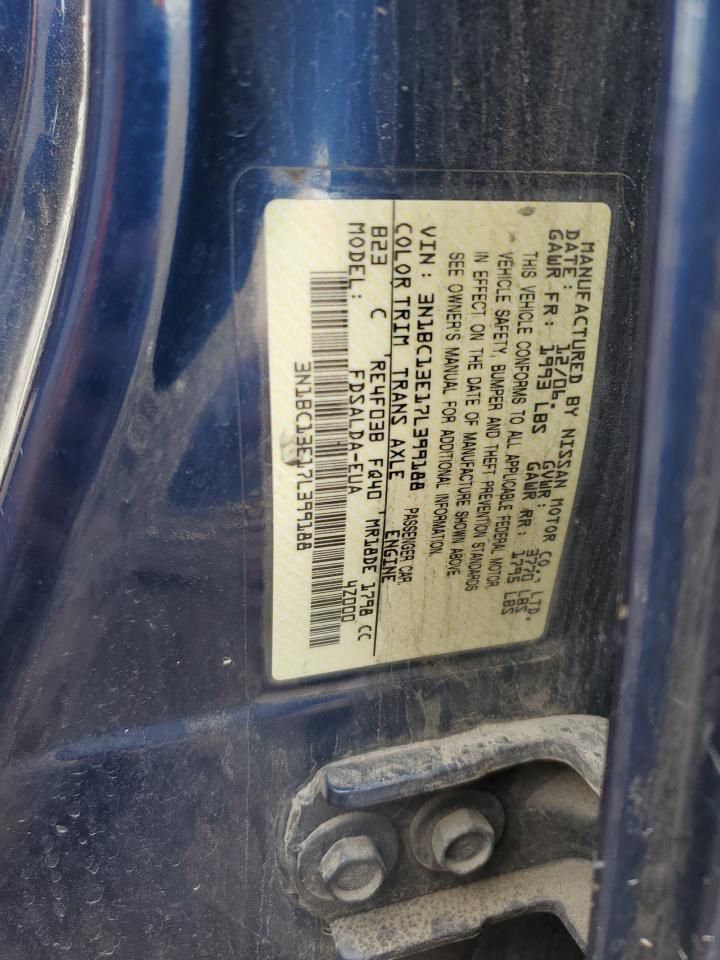 MANUFACTURED BY NISSAN MOTOR CO., LTD.
DATE: 12/06. GVWR: 3770 LBS
GAWR FR: 1993 LBS GAWR RR: 1795 LBS
THIS VEHICLE CONFORMS TO ALL APPLICABLE FEDERAL MOTOR
VEHICLE SAFETY, BUMPER AND THEFT PREVENTION STANDARDS
IN EFFECT ON THE DATE OF MANUFACTURE SHOWN ABOVE
SEE OWNER'S MANUAL FOR ADDITIONAL INFORMATION.
VIN: 3N1BC13E17L399188 PASSENGER CAR
COLOR TRIM TRANS AXLE ENGINE
B23 C RE4F03B FQ40 MR18DE 1798 CC
MODEL: FDSALDA-EUA 4Z000
3N1BC13E17L399188